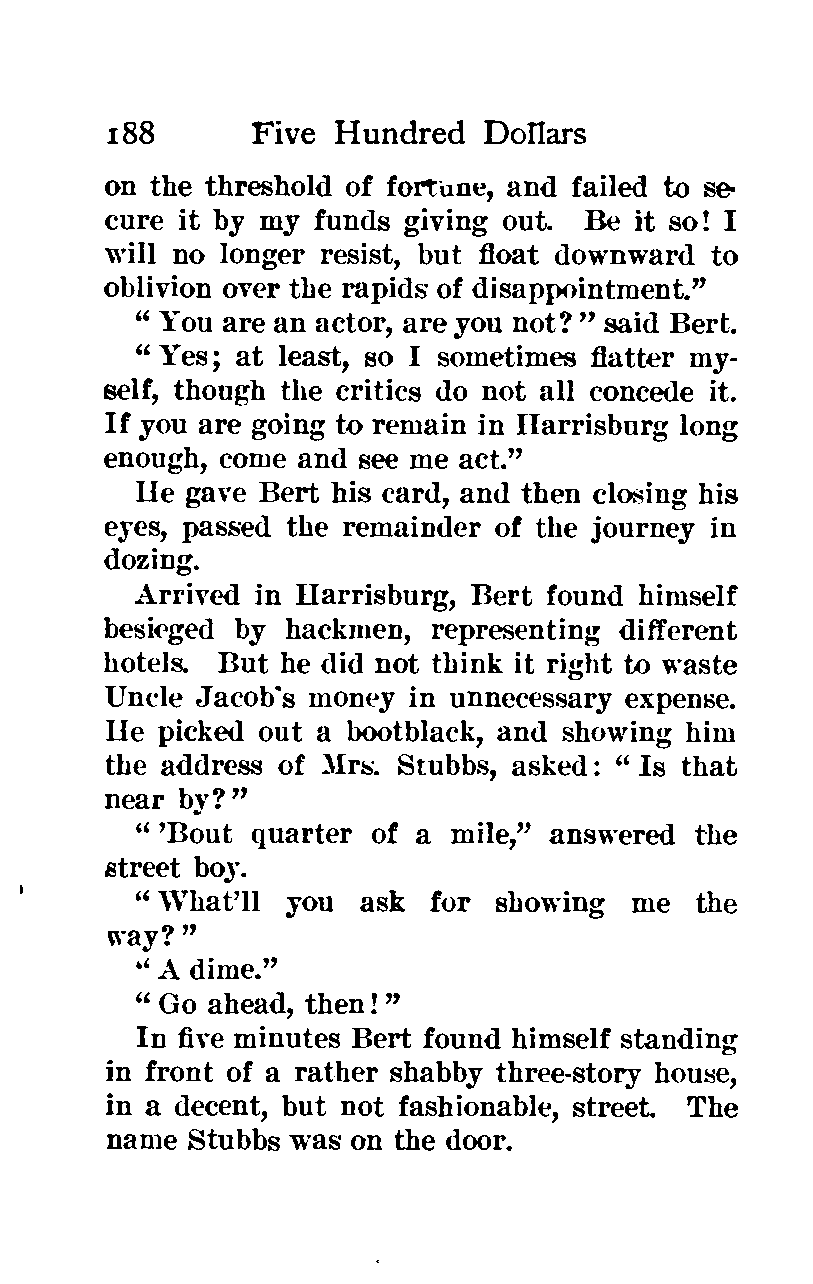 188 Five Hundred Dollars
on the threshold of fortune, and failed to se-
cure it by my funds giving out. Be it so! I
will no longer resist, but float downward to
oblivion over the rapids of disappointment.”
“ You are an actor, are you not? ” said Bert.
“ Yes; at least, so I sometimes flatter my-
self, though the critics do not all concede it.
If you are going to remain in Harrisburg long
enough, come and see me act.”
He gave Bert his card, and then closing his
eyes, passed the remainder of the journey in
dozing.
Arrived in Harrisburg, Bert found himself
besieged by hackmen, representing different
hotels. But he did not think it right to waste
Uncle Jacob's money in unnecessary expense.
He picked out a bootblack, and showing him
the address of Mrs. Stubbs, asked: “ Is that
near by? ”
“ ’Bout quarter of a mile,” answered the
street boy.
“ What’ll you ask for showing me the
way? ”
“ A dime.”
“ Go ahead, then! ”
In five minutes Bert found himself standing
in front of a rather shabby three-story house,
in a decent, but not fashionable, street. The
name Stubbs was on the door.